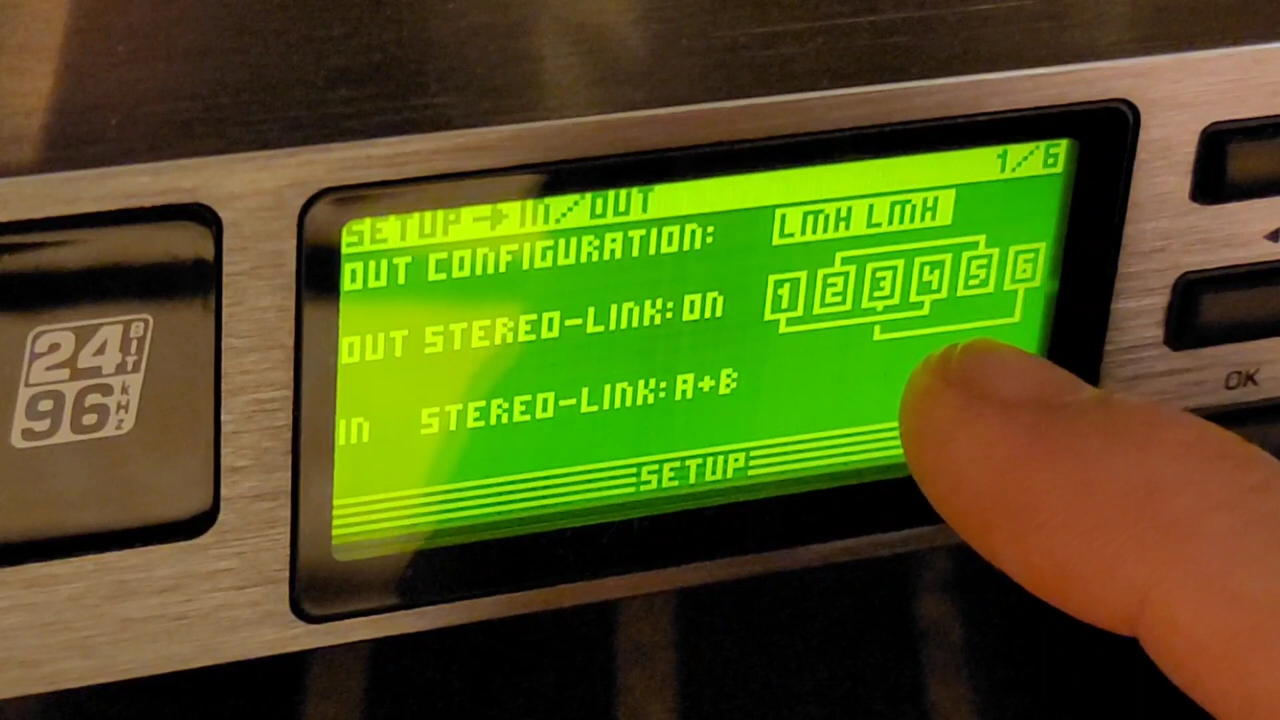 24 BIT
96 kHz
SETUP → IN/OUT 1/6
OUT CONFIGURATION: LMH LMH
OUT STEREO-LINK: ON 1 2 3 4 5 6
IN STEREO-LINK: A+B
SETUP
OK